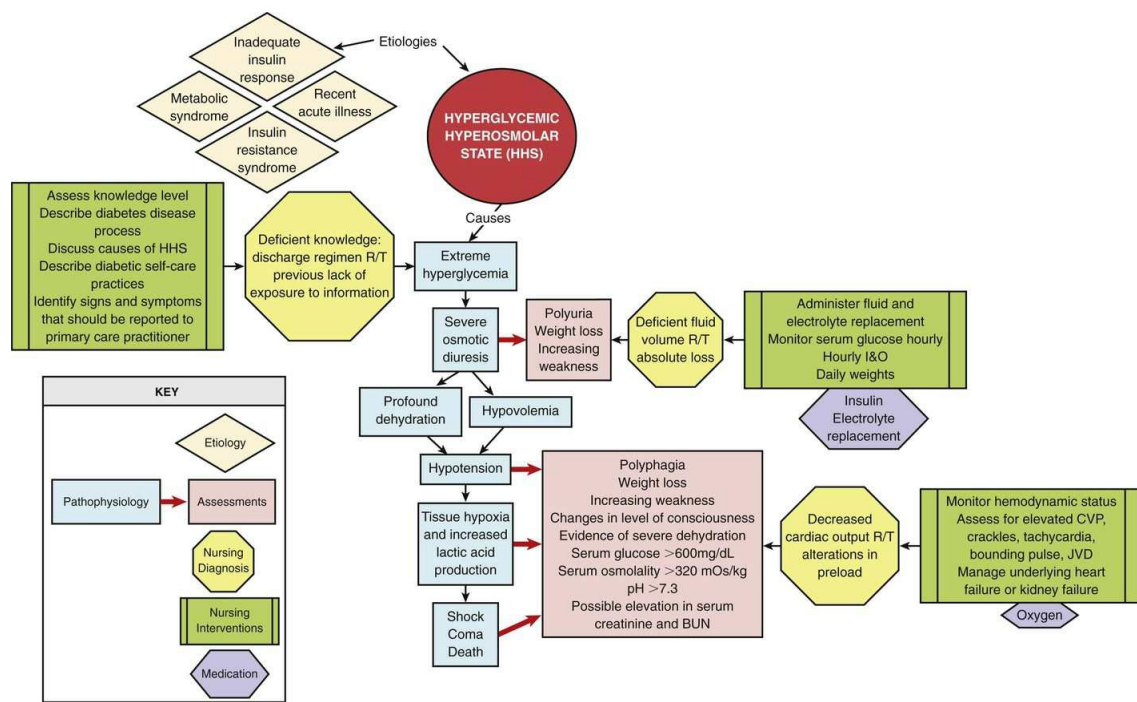 Inadequate
insulin
response
Etiologies
Metabolic
syndrome
Recent
acute illness
Insulin
resistance
syndrome
HYPERGLYCEMIC
HYPEROSMOLAR
STATE (HHS)
Causes
Assess knowledge level
Describe diabetes disease
process
Discuss causes of HHS
Describe diabetic self-care
practices
Identify signs and symptoms
that should be reported to
primary care practitioner
Deficient knowledge:
discharge regimen R/T
previous lack of
exposure to information
Extreme
hyperglycemia
Severe
osmotic
diuresis
Polyuria
Weight loss
Increasing
weakness
Deficient fluid
volume R/T
absolute loss
Administer fluid and
electrolyte replacement
Monitor serum glucose hourly
Hourly I&O
Daily weights
Insulin
Electrolyte
replacement
Profound
dehydration
Hypovolemia
Hypotension
Tissue hypoxia
and increased
lactic acid
production
Shock
Coma
Death
Polyphagia
Weight loss
Increasing weakness
Changes in level of consciousness
Evidence of severe dehydration
Serum glucose >600mg/dL
Serum osmolality >320 mOs/kg
pH >7.3
Possible elevation in serum
creatinine and BUN
Decreased
cardiac output R/T
alterations in
preload
Monitor hemodynamic status
Assess for elevated CVP,
crackles, tachycardia,
bounding pulse, JVD
Manage underlying heart
failure or kidney failure
Oxygen
KEY
Etiology
Pathophysiology
Assessments
Nursing
Diagnosis
Nursing
Interventions
Medication